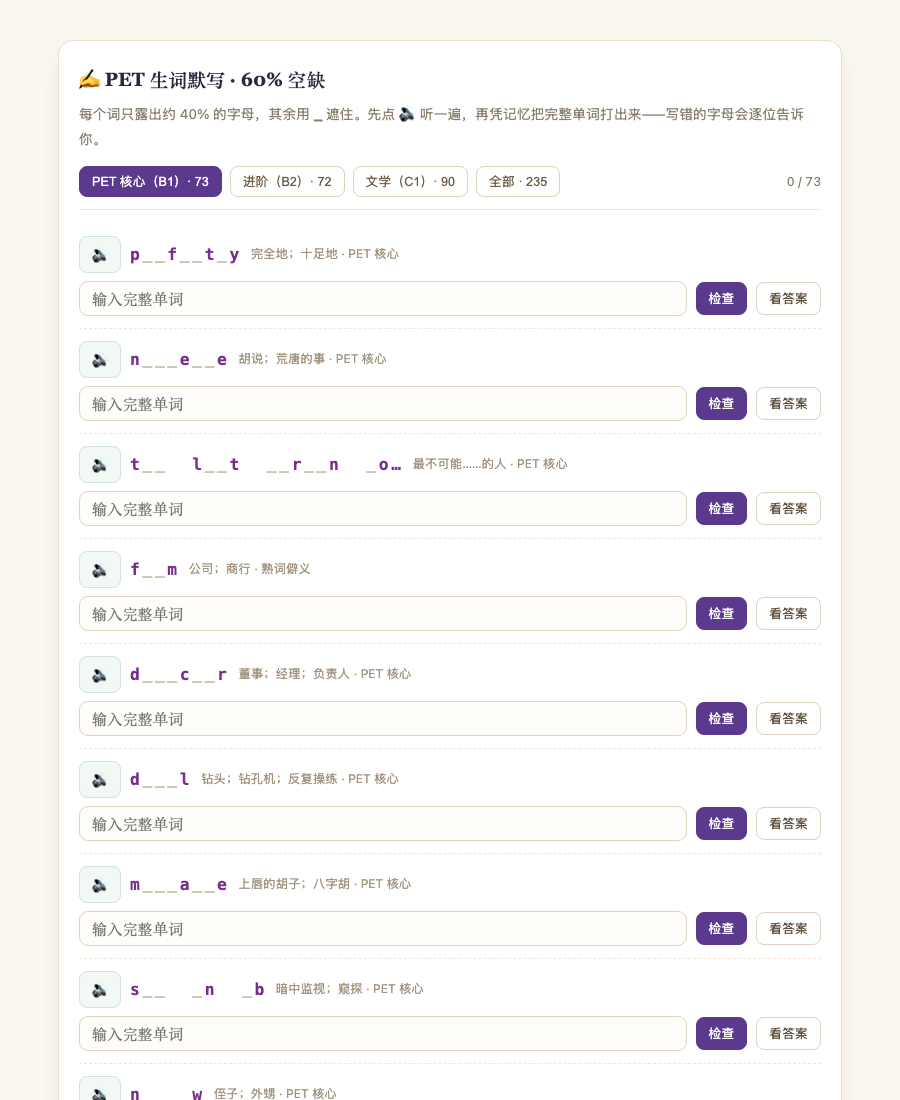 ✍️ PET 生词默写 · 60% 空缺
每个词只露出约 40% 的字母，其余用 _ 遮住。先点 🔈 听一遍，再凭记忆把完整单词打出来——写错的字母会逐位告诉
你。
PET 核心（B1）· 73 进阶（B2）· 72 文学（C1）· 90 全部 · 235 0 / 73
p__f__t_y 完全地；十足地 · PET 核心
输入完整单词 检查 看答案
n___e__e 胡说；荒唐的事 · PET 核心
输入完整单词 检查 看答案
t__ l__t __r__n _o… 最不可能……的人 · PET 核心
输入完整单词 检查 看答案
f__m 公司；商行 · 熟词僻义
输入完整单词 检查 看答案
d___c__r 董事；经理；负责人 · PET 核心
输入完整单词 检查 看答案
d___l 钻头；钻孔机；反复操练 · PET 核心
输入完整单词 检查 看答案
m___a__e 上唇的胡子；八字胡 · PET 核心
输入完整单词 检查 看答案
s__ _n _b 暗中监视；窥探 · PET 核心
输入完整单词 检查 看答案
n____w 侄子；外甥 · PET 核心